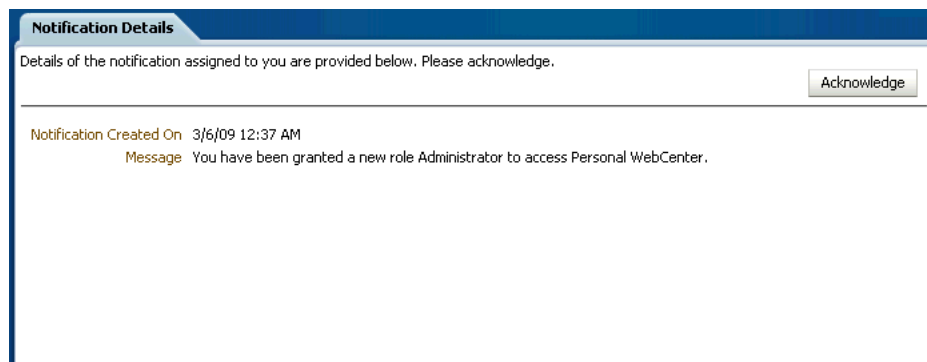 Notification Details
Details of the notification assigned to you are provided below. Please acknowledge.
Acknowledge
Notification Created On 3/6/09 12:37 AM
Message You have been granted a new role Administrator to access Personal WebCenter.